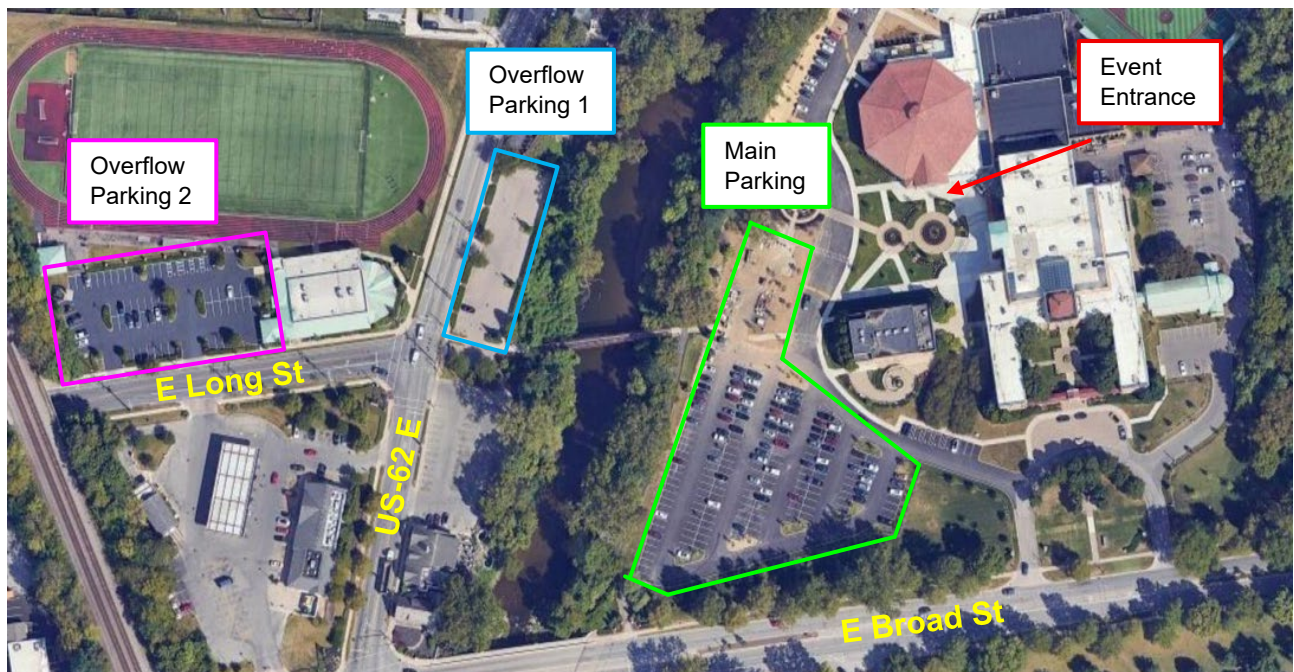 Overflow
Parking 1
Event
Entrance
Overflow
Parking 2
Main
Parking
E Long St
US-62 E
E Broad St